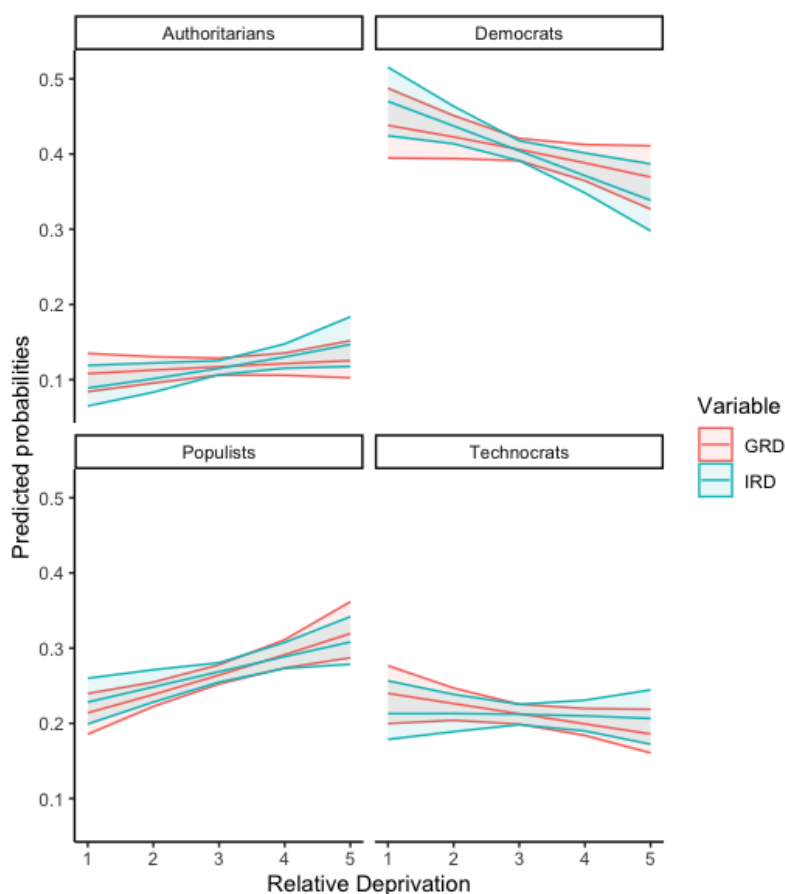 Authoritarians
Democrats
0.5
0.4
0.3
0.2
0.1
Populists
Technocrats
0.5
0.4
0.3
0.2
0.1
1 2 3 4 5
1 2 3 4 5
Relative Deprivation
Predicted probabilities
Variable
GRD
IRD